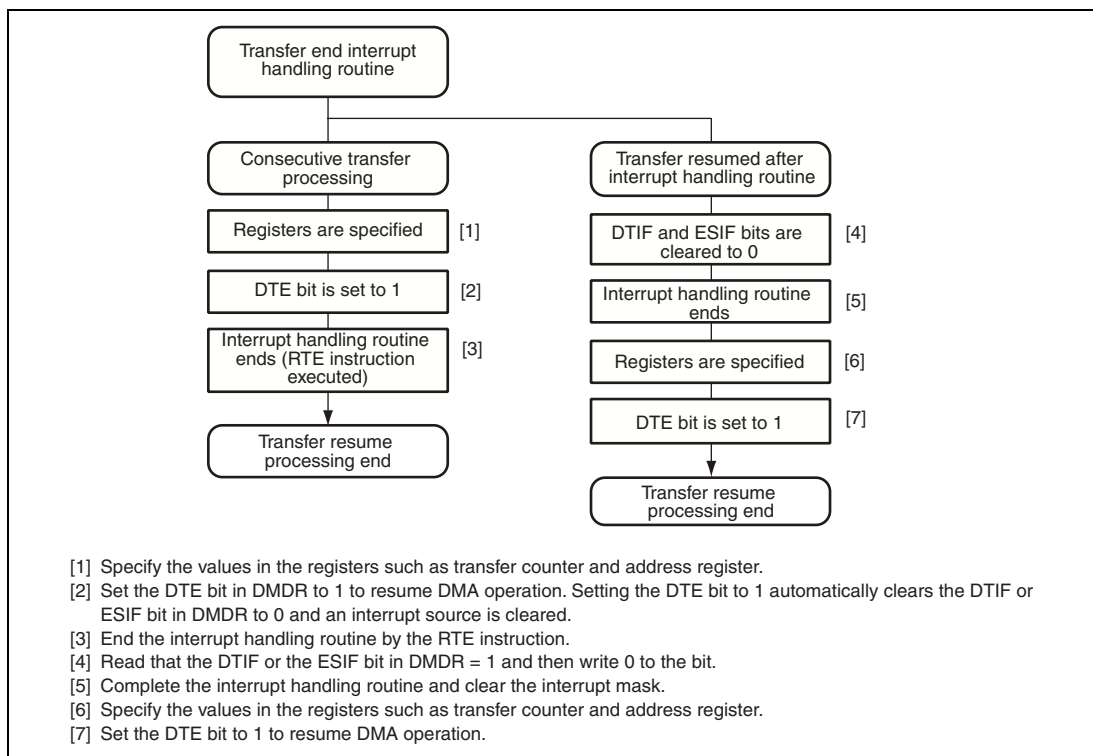 Transfer end interrupt
handling routine
Consecutive transfer
processing
Registers are specified [1]
DTE bit is set to 1 [2]
Interrupt handling routine
ends (RTE instruction
executed)
[3]
Transfer resume
processing end
Transfer resumed after
interrupt handling routine
DTIF and ESIF bits are
cleared to 0
[4]
Interrupt handling routine
ends
[5]
Registers are specified [6]
DTE bit is set to 1 [7]
Transfer resume
processing end
[1] Specify the values in the registers such as transfer counter and address register.
[2] Set the DTE bit in DMDR to 1 to resume DMA operation. Setting the DTE bit to 1 automatically clears the DTIF or
ESIF bit in DMDR to 0 and an interrupt source is cleared.
[3] End the interrupt handling routine by the RTE instruction.
[4] Read that the DTIF or the ESIF bit in DMDR = 1 and then write 0 to the bit.
[5] Complete the interrupt handling routine and clear the interrupt mask.
[6] Specify the values in the registers such as transfer counter and address register.
[7] Set the DTE bit to 1 to resume DMA operation.